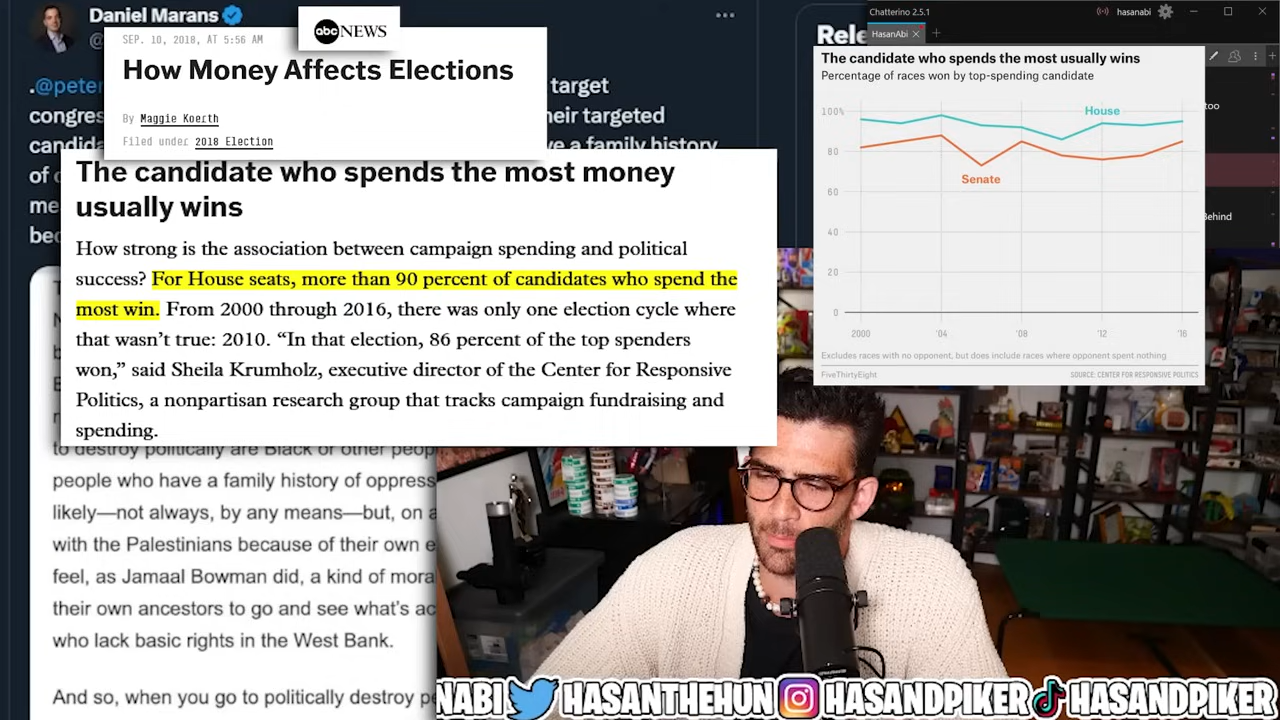 Daniel Marans
SEP. 10, 2018, AT 5:56 AM
abc NEWS
How Money Affects Elections
By Maggie Koerth
Filed under 2018 Election
.@peter
target
congres
heir targeted
candida
e a family history
of
me
bec
The candidate who spends the most money
usually wins
How strong is the association between campaign spending and political
success? For House seats, more than 90 percent of candidates who spend the
most win. From 2000 through 2016, there was only one election cycle where
that wasn't true: 2010. “In that election, 86 percent of the top spenders
won,” said Sheila Krumholz, executive director of the Center for Responsive
Politics, a nonpartisan research group that tracks campaign fundraising and
spending.
to destroy politically are Black or other peop
people who have a family history of oppress
likely—not always, by any means—but, on a
with the Palestinians because of their own e
feel, as Jamaal Bowman did, a kind of mora
their own ancestors to go and see what's ac
who lack basic rights in the West Bank.
And so, when you go to politically destroy pe
Rele
Chatterino 2.5.1
hasanabi
HasanAbi
The candidate who spends the most usually wins
Percentage of races won by top-spending candidate
100%
House
80
Senate
60
40
20
0
2000 '04 '08 '12 '16
Excludes races with no opponent, but does include races where opponent spent nothing
FiveThirtyEight
SOURCE: CENTER FOR RESPONSIVE POLITICS
too
Behind
NABI HASANTHEHUN HASANDPIKER HASANDPIKER